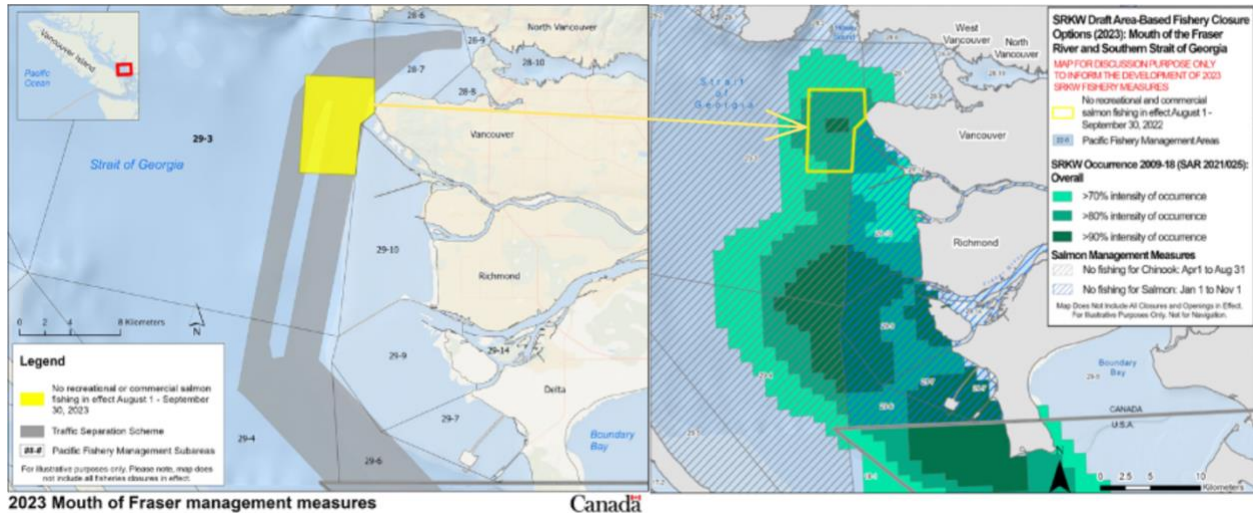 Vancouver Island
Pacific
Ocean
28-6
North Vancouver
28-9
28-7
28-10
28-8
Vancouver
29-3
Strait of Georgia
29-10
Richmond
0 2 4 8 Kilometers
N
29-9
29-14
Delta
29-7
29-4
29-6
Boundary
Bay
Legend
No recreational or commercial salmon
fishing in effect August 1 - September
30, 2023
Traffic Separation Scheme
Pacific Fishery Management Subareas
For illustrative purposes only. Please note, map does
not include all fisheries closures in effect.
2023 Mouth of Fraser management measures
Canada
Howe
Sound
West
Vancouver
North
Vancouver
Strait
of
Georgia
Vancouver
Richmond
Boundary
Bay
CANADA
U.S.A.
N
0 2.5 5 10
Kilometers
SRKW Draft Area-Based Fishery Closure
Options (2023): Mouth of the Fraser
River and Southern Strait of Georgia
MAP FOR DISCUSSION PURPOSE ONLY
TO INFORM THE DEVELOPMENT OF 2023
SRKW FISHERY MEASURES
No recreational and commercial
salmon fishing in effect August 1 -
September 30, 2022
Pacific Fishery Management Areas
SRKW Occurrence 2009-18 (SAR 2021/025):
Overall
>70% intensity of occurrence
>80% intensity of occurrence
>90% intensity of occurrence
Salmon Management Measures
No fishing for Chinook: Apr1 to Aug 31
No fishing for Salmon: Jan 1 to Nov 1
Map Does Not Include All Closures and Openings in Effect.
For Illustrative Purposes Only. Not for Navigation.